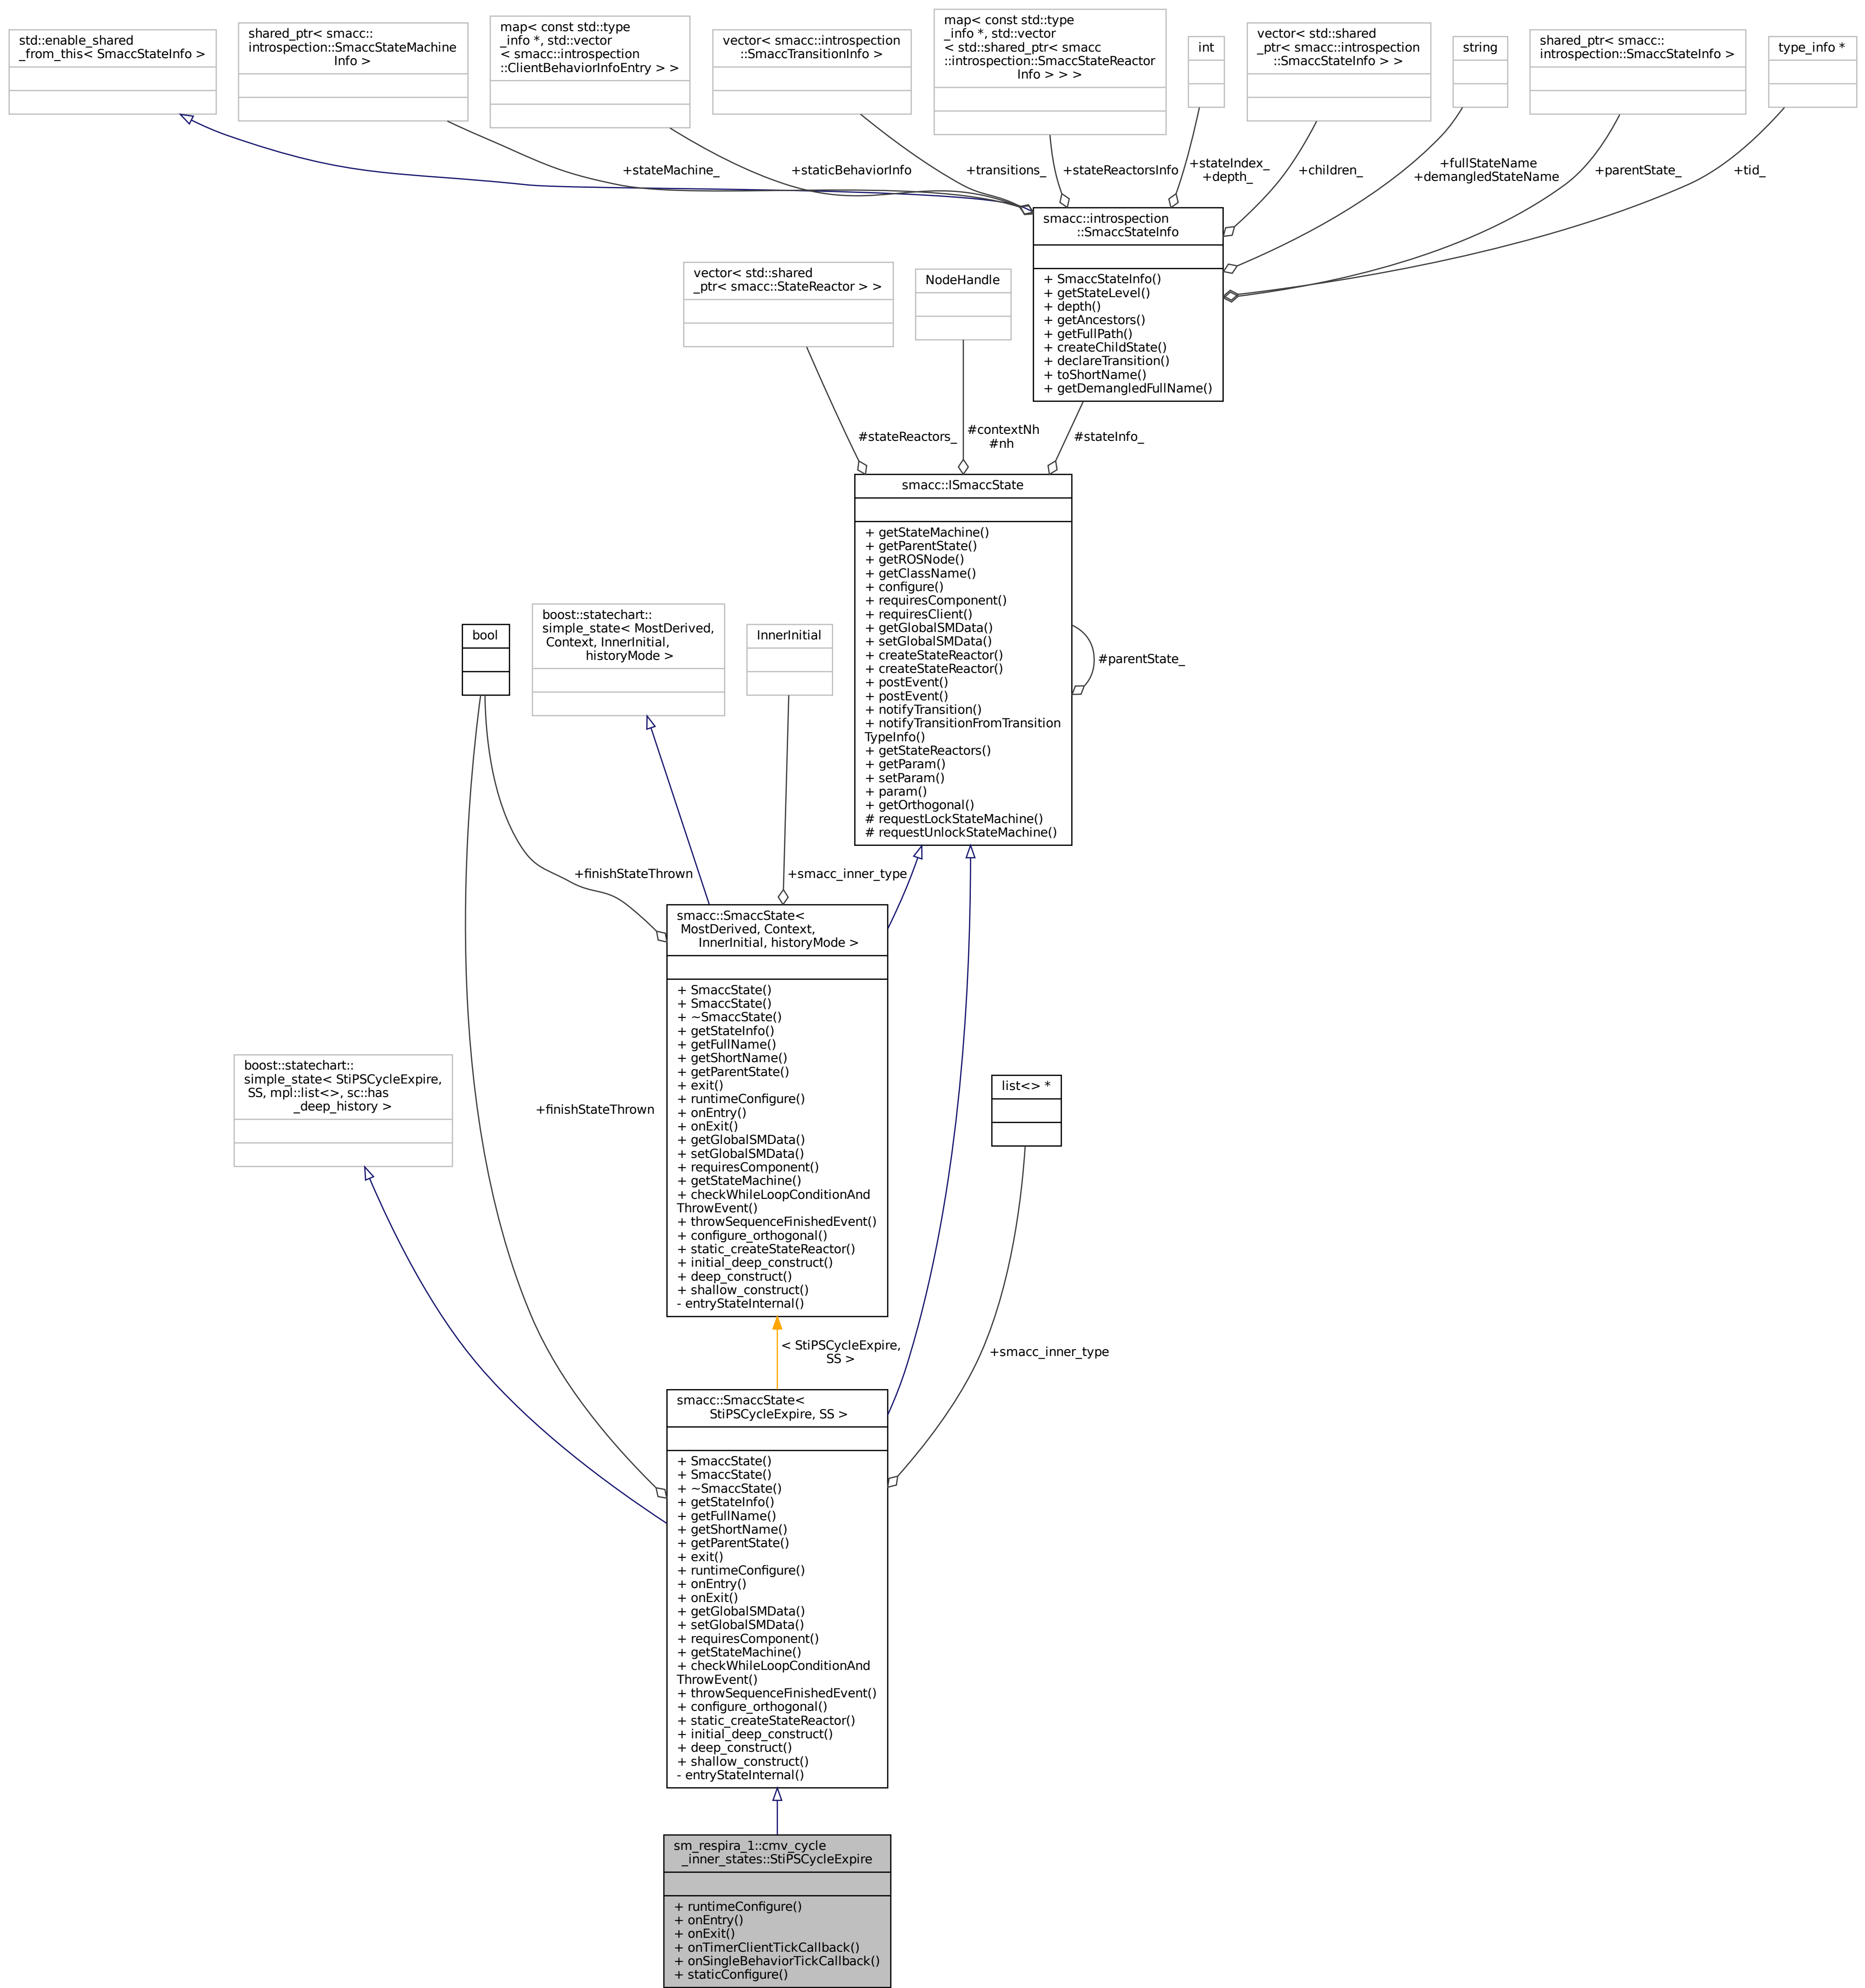 std::enable_shared
_from_this< SmaccStateInfo >
shared_ptr< smacc::
introspection::SmaccStateMachine
Info >
map< const std::type
_info *, std::vector
< smacc::introspection
::ClientBehaviorInfoEntry > >
vector< smacc::introspection
::SmaccTransitionInfo >
map< const std::type
_info *, std::vector
< std::shared_ptr< smacc
::introspection::SmaccStateReactor
Info > > >
int
vector< std::shared
_ptr< smacc::introspection
::SmaccStateInfo > >
string
shared_ptr< smacc::
introspection::SmaccStateInfo >
type_info *
+stateMachine_
+staticBehaviorInfo
+transitions_
+stateReactorsInfo
+stateIndex_
+depth_
+children_
+fullStateName
+demangledStateName
+parentState_
+tid_
smacc::introspection
::SmaccStateInfo
+ SmaccStateInfo()
+ getStateLevel()
+ depth()
+ getAncestors()
+ getFullPath()
+ createChildState()
+ declareTransition()
+ toShortName()
+ getDemangledFullName()
vector< std::shared
_ptr< smacc::StateReactor > >
NodeHandle
#stateReactors_
#contextNh
#nh
#stateInfo_
smacc::ISmaccState
+ getStateMachine()
+ getParentState()
+ getROSNode()
+ getClassName()
+ configure()
+ requiresComponent()
+ requiresClient()
+ getGlobalSMData()
+ setGlobalSMData()
+ createStateReactor()
+ createStateReactor()
+ postEvent()
+ postEvent()
+ notifyTransition()
+ notifyTransitionFromTransition
TypeInfo()
+ getStateReactors()
+ getParam()
+ setParam()
+ param()
+ getOrthogonal()
# requestLockStateMachine()
# requestUnlockStateMachine()
#parentState_
bool
boost::statechart::
simple_state< MostDerived,
Context, InnerInitial,
historyMode >
InnerInitial
+finishStateThrown
+smacc_inner_type
smacc::SmaccState<
MostDerived, Context,
InnerInitial, historyMode >
+ SmaccState()
+ SmaccState()
+ ~SmaccState()
+ getStateInfo()
+ getFullName()
+ getShortName()
+ getParentState()
+ exit()
+ runtimeConfigure()
+ onEntry()
+ onExit()
+ getGlobalSMData()
+ setGlobalSMData()
+ requiresComponent()
+ getStateMachine()
+ checkWhileLoopConditionAnd
ThrowEvent()
+ throwSequenceFinishedEvent()
+ configure_orthogonal()
+ static_createStateReactor()
+ initial_deep_construct()
+ deep_construct()
+ shallow_construct()
- entryStateInternal()
boost::statechart::
simple_state< StiPSCycleExpire,
SS, mpl::list<>, sc::has
_deep_history >
+finishStateThrown
list<> *
< StiPSCycleExpire,
SS >
+smacc_inner_type
smacc::SmaccState<
StiPSCycleExpire, SS >
+ SmaccState()
+ SmaccState()
+ ~SmaccState()
+ getStateInfo()
+ getFullName()
+ getShortName()
+ getParentState()
+ exit()
+ runtimeConfigure()
+ onEntry()
+ onExit()
+ getGlobalSMData()
+ setGlobalSMData()
+ requiresComponent()
+ getStateMachine()
+ checkWhileLoopConditionAnd
ThrowEvent()
+ throwSequenceFinishedEvent()
+ configure_orthogonal()
+ static_createStateReactor()
+ initial_deep_construct()
+ deep_construct()
+ shallow_construct()
- entryStateInternal()
sm_respira_1::cmv_cycle
_inner_states::StiPSCycleExpire
+ runtimeConfigure()
+ onEntry()
+ onExit()
+ onTimerClientTickCallback()
+ onSingleBehaviorTickCallback()
+ staticConfigure()